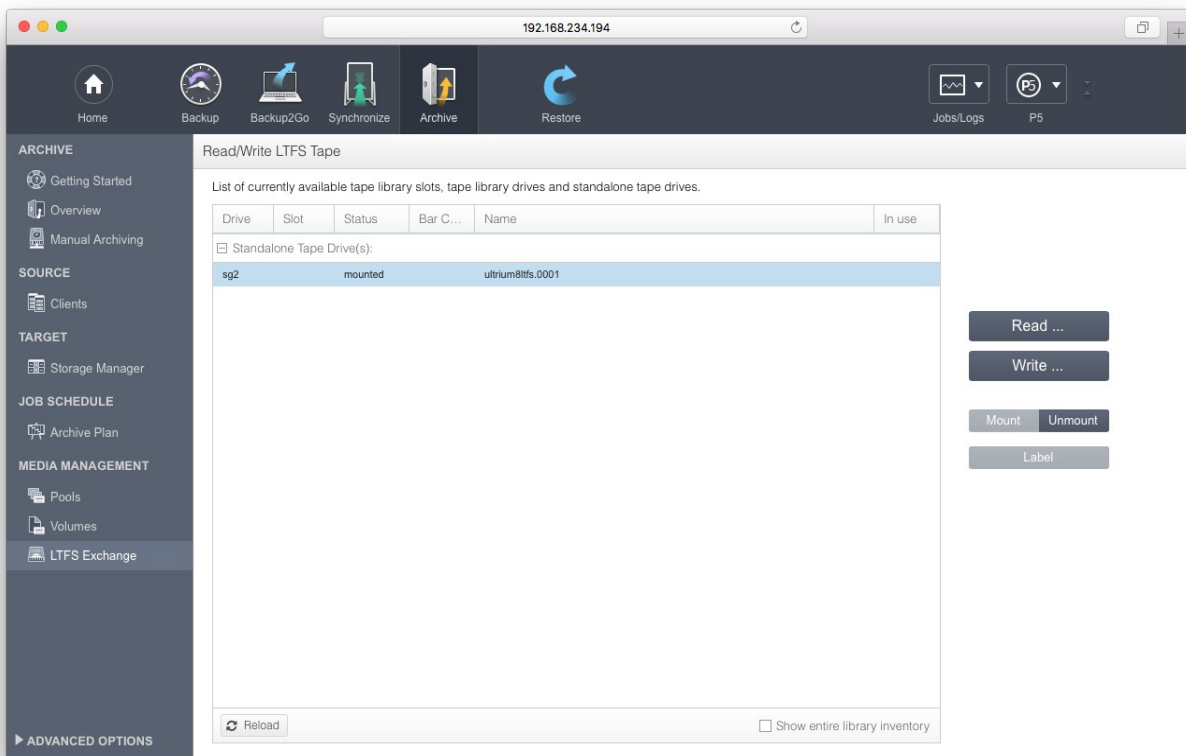 192.168.234.194
Home
Backup
Backup2Go
Synchronize
Archive
Restore
Jobs/Logs
P5
P5
ARCHIVE
Getting Started
Overview
Manual Archiving
SOURCE
Clients
TARGET
Storage Manager
JOB SCHEDULE
Archive Plan
MEDIA MANAGEMENT
Pools
Volumes
LTFS Exchange
ADVANCED OPTIONS
Read/Write LTFS Tape
List of currently available tape library slots, tape library drives and standalone tape drives.
Drive Slot Status Bar C... Name In use
Standalone Tape Drive(s):
sg2 mounted ultrium8ltfs.0001
Read ...
Write ...
Mount Unmount
Label
Reload
Show entire library inventory